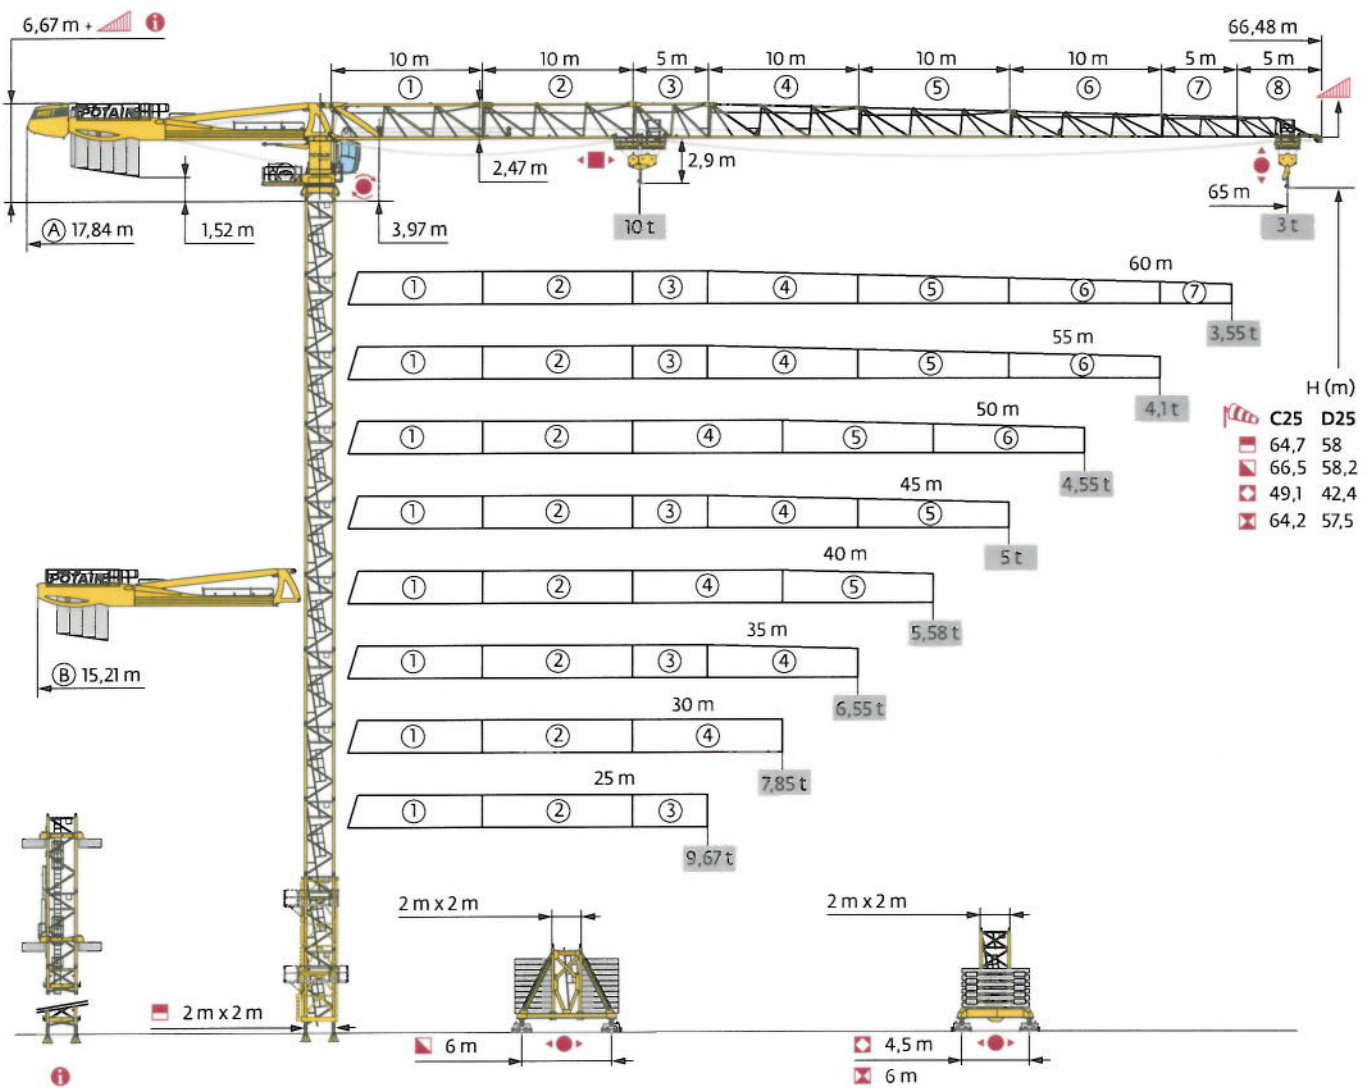 6,67 m +
66,48 m
10 m 10 m 5 m 10 m 10 m 10 m 5 m 5 m
① ② ③ ④ ⑤ ⑥ ⑦ ⑧
POTAIN
2,47 m
2,9 m
65 m
Ⓐ 17,84 m
1,52 m
3,97 m
10 t
3 t
60 m
① ② ③ ④ ⑤ ⑥ ⑦
3,55 t
55 m
① ② ③ ④ ⑤ ⑥
4,1 t
H (m)
C25 D25
64,7 58
66,5 58,2
49,1 42,4
64,2 57,5
50 m
① ② ④ ⑤ ⑥
4,55 t
45 m
① ② ③ ④ ⑤
5 t
40 m
POTAIN
① ② ④ ⑤
5,58 t
35 m
① ② ③ ④
Ⓑ 15,21 m
6,55 t
30 m
① ② ④
7,85 t
25 m
① ② ③
9,67 t
2 m x 2 m
2 m x 2 m
2 m x 2 m
6 m
4,5 m
6 m